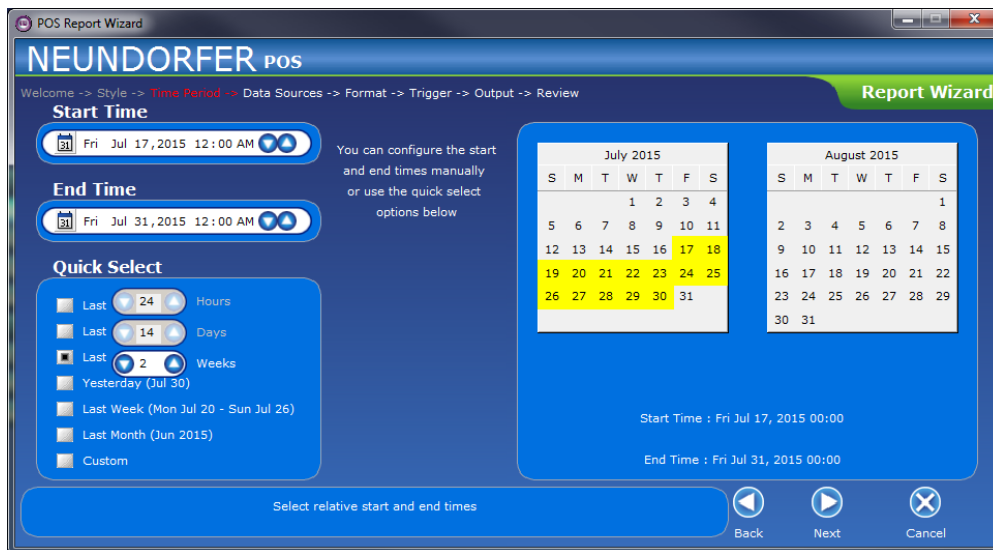 POS Report Wizard
NEUNDORFER POS
Welcome -> Style -> Time Period -> Data Sources -> Format -> Trigger -> Output -> Review
Report Wizard
Start Time
31 Fri Jul 17,2015 12:00 AM
End Time
31 Fri Jul 31,2015 12:00 AM
You can configure the start
and end times manually
or use the quick select
options below
Quick Select
Last 24 Hours
Last 14 Days
Last 2 Weeks
Yesterday (Jul 30)
Last Week (Mon Jul 20 - Sun Jul 26)
Last Month (Jun 2015)
Custom
July 2015
S M T W T F S
1 2 3 4
5 6 7 8 9 10 11
12 13 14 15 16 17 18
19 20 21 22 23 24 25
26 27 28 29 30 31
August 2015
S M T W T F S
1
2 3 4 5 6 7 8
9 10 11 12 13 14 15
16 17 18 19 20 21 22
23 24 25 26 27 28 29
30 31
Start Time : Fri Jul 17, 2015 00:00
End Time : Fri Jul 31, 2015 00:00
Select relative start and end times
Back
Next
Cancel